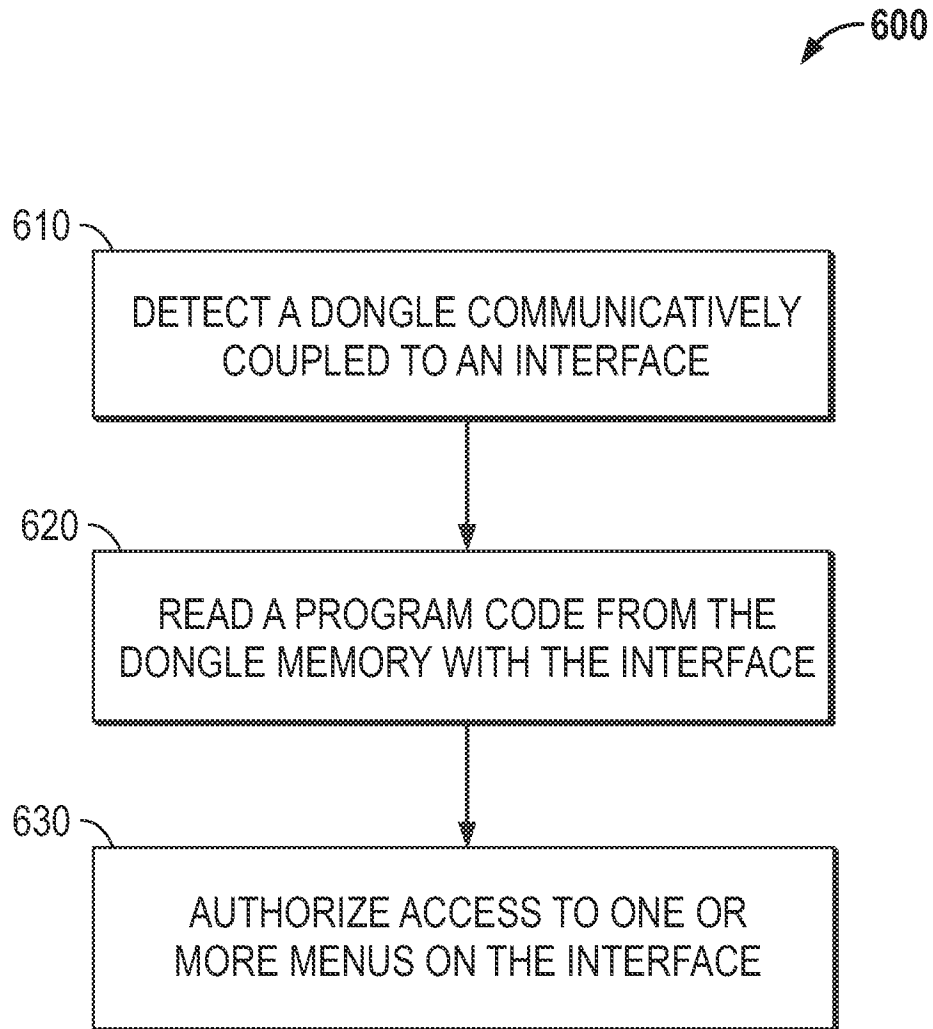 600
610
DETECT A DONGLE COMMUNICATIVELY
COUPLED TO AN INTERFACE
620
READ A PROGRAM CODE FROM THE
DONGLE MEMORY WITH THE INTERFACE
630
AUTHORIZE ACCESS TO ONE OR
MORE MENUS ON THE INTERFACE